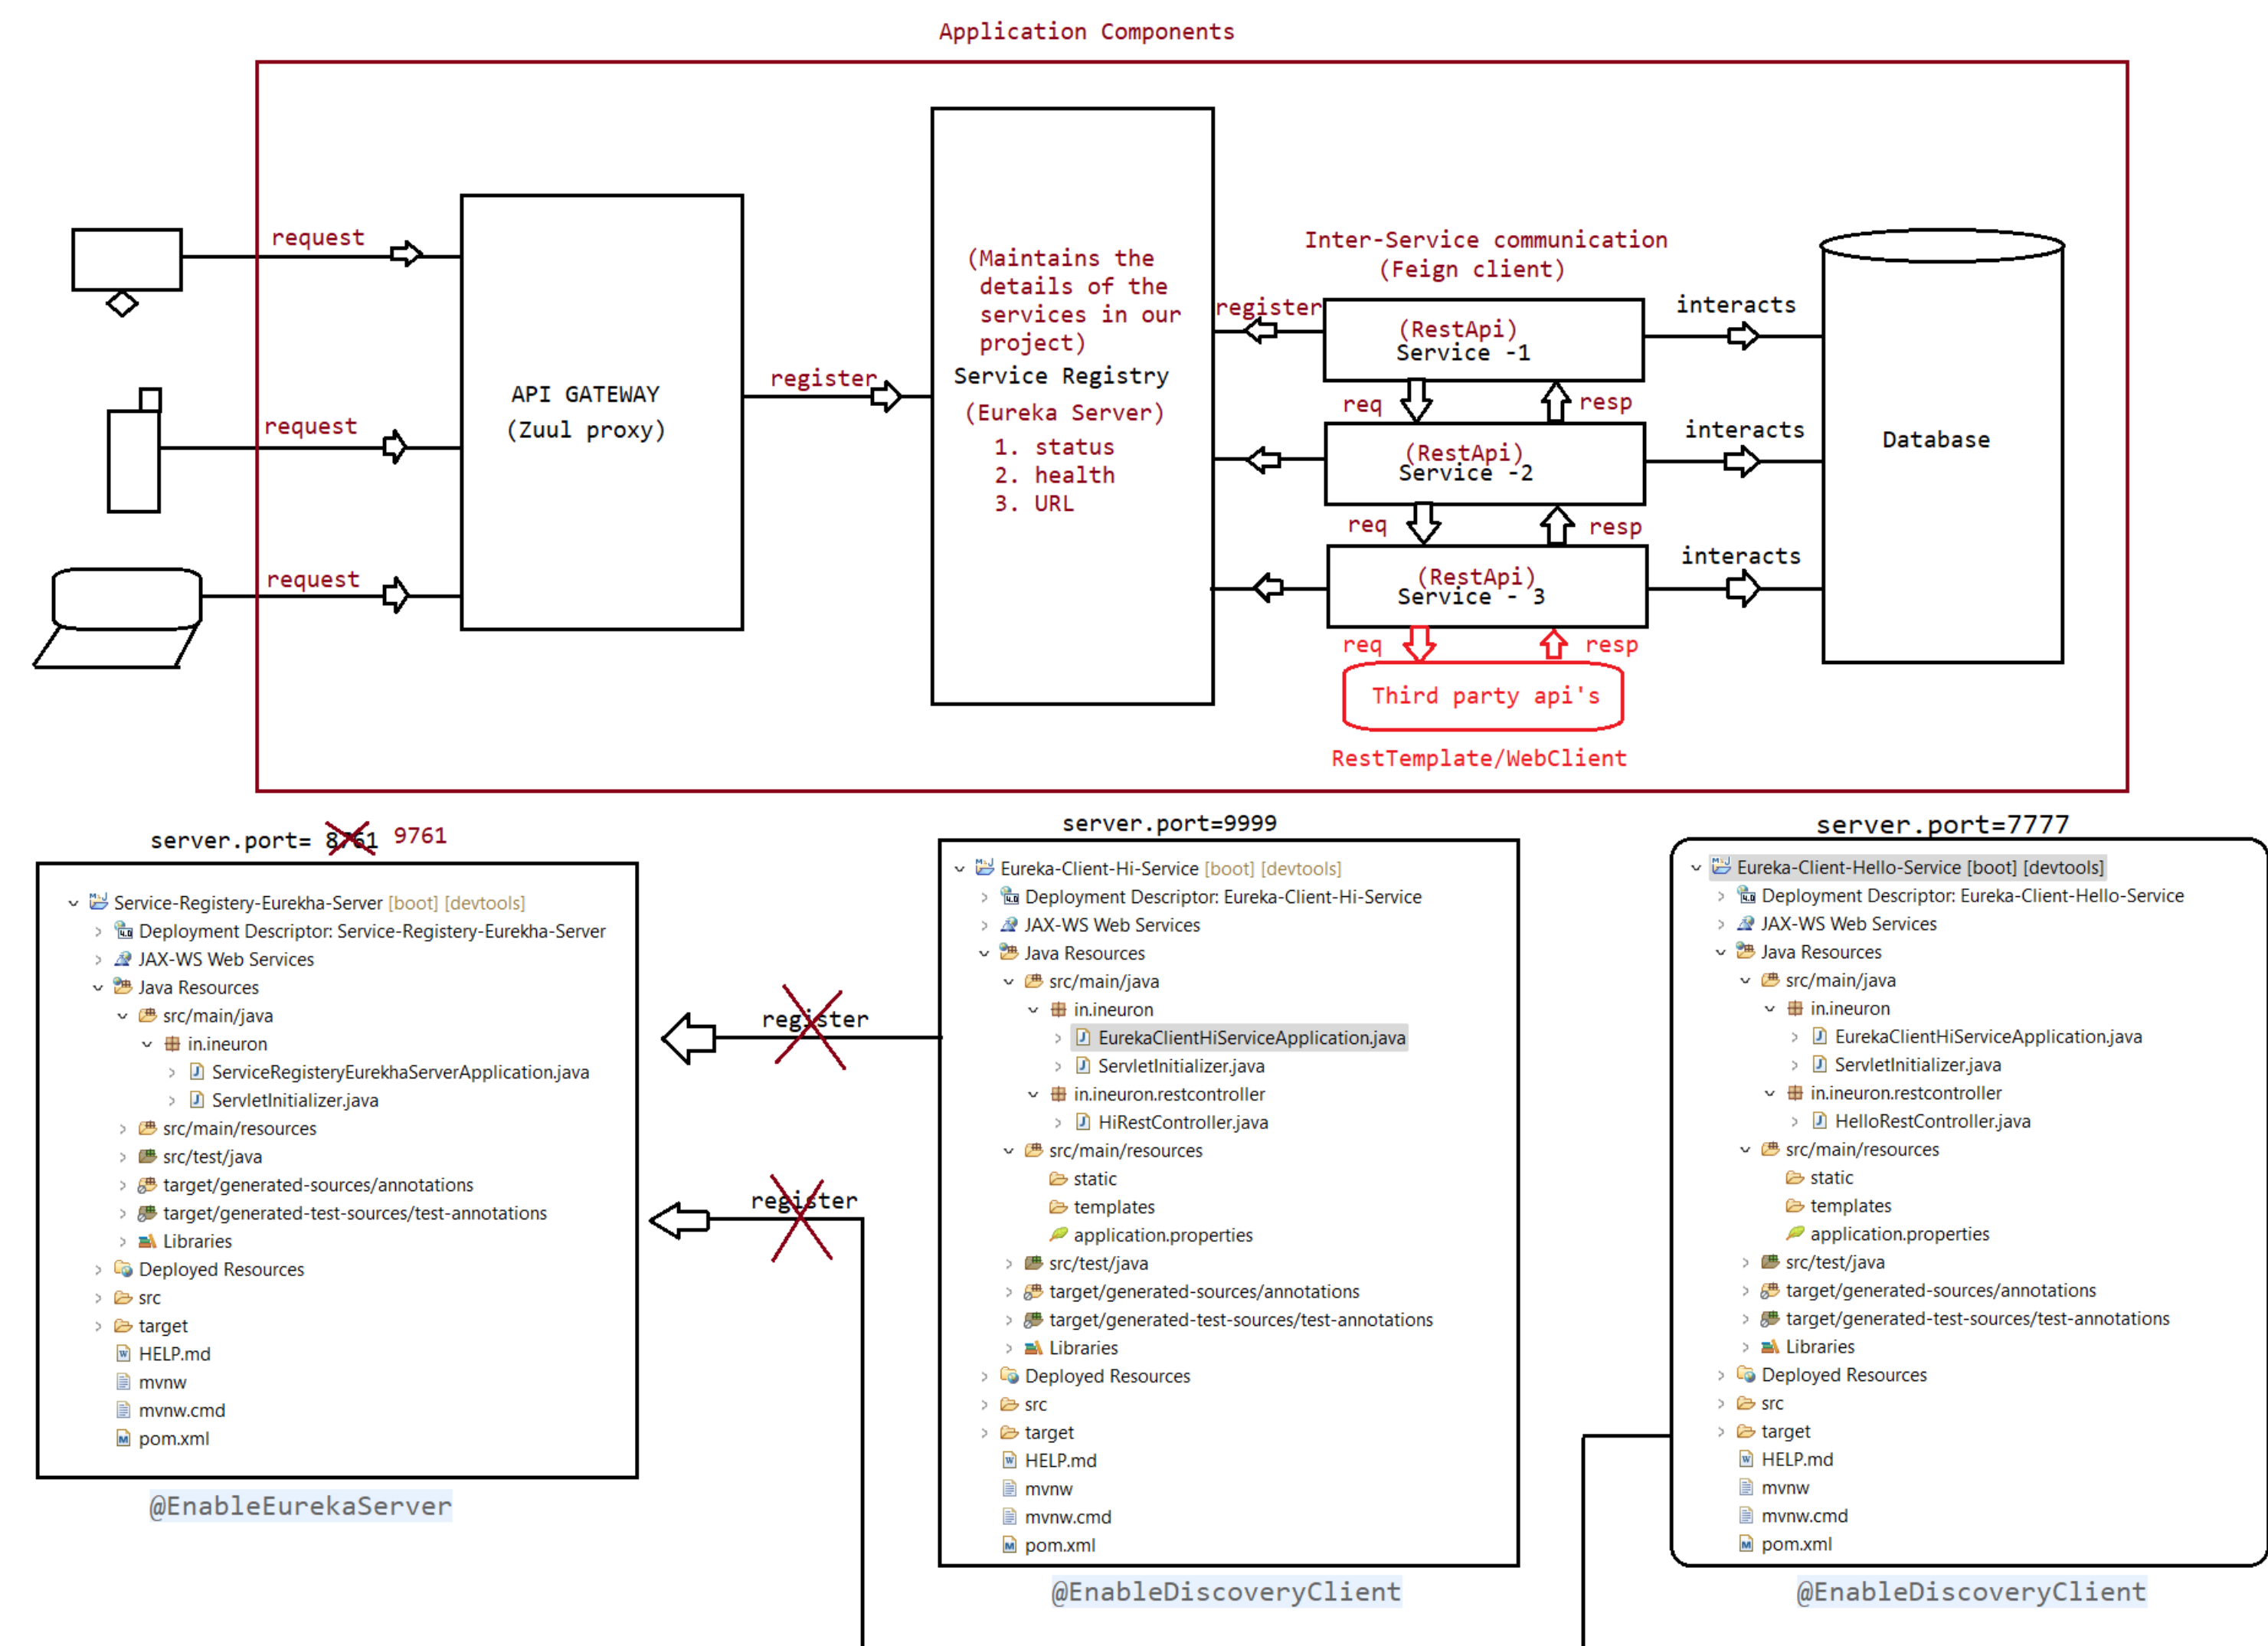 Application Components
request
request
request
API GATEWAY
(Zuul proxy)
register
(Maintains the
details of the
services in our
project)
Service Registry
(Eureka Server)
1. status
2. health
3. URL
Inter-Service communication
(Feign client)
register
(RestApi)
Service -1
interacts
req
resp
(RestApi)
Service -2
interacts
req
resp
(RestApi)
Service - 3
interacts
req
resp
Third party api's
RestTemplate/WebClient
Database
server.port= 8761 9761
Service-Registery-Eurekha-Server [boot] [devtools]
Deployment Descriptor: Service-Registery-Eurekha-Server
JAX-WS Web Services
Java Resources
src/main/java
in.ineuron
ServiceRegisteryEurekhaServerApplication.java
ServletInitializer.java
src/main/resources
src/test/java
target/generated-sources/annotations
target/generated-test-sources/test-annotations
Libraries
Deployed Resources
src
target
HELP.md
mvnw
mvnw.cmd
pom.xml
@EnableEurekaServer
register
register
server.port=9999
Eureka-Client-Hi-Service [boot] [devtools]
Deployment Descriptor: Eureka-Client-Hi-Service
JAX-WS Web Services
Java Resources
src/main/java
in.ineuron
EurekaClientHiServiceApplication.java
ServletInitializer.java
in.ineuron.restcontroller
HiRestController.java
src/main/resources
static
templates
application.properties
src/test/java
target/generated-sources/annotations
target/generated-test-sources/test-annotations
Libraries
Deployed Resources
src
target
HELP.md
mvnw
mvnw.cmd
pom.xml
@EnableDiscoveryClient
server.port=7777
Eureka-Client-Hello-Service [boot] [devtools]
Deployment Descriptor: Eureka-Client-Hello-Service
JAX-WS Web Services
Java Resources
src/main/java
in.ineuron
EurekaClientHiServiceApplication.java
ServletInitializer.java
in.ineuron.restcontroller
HelloRestController.java
src/main/resources
static
templates
application.properties
src/test/java
target/generated-sources/annotations
target/generated-test-sources/test-annotations
Libraries
Deployed Resources
src
target
HELP.md
mvnw
mvnw.cmd
pom.xml
@EnableDiscoveryClient